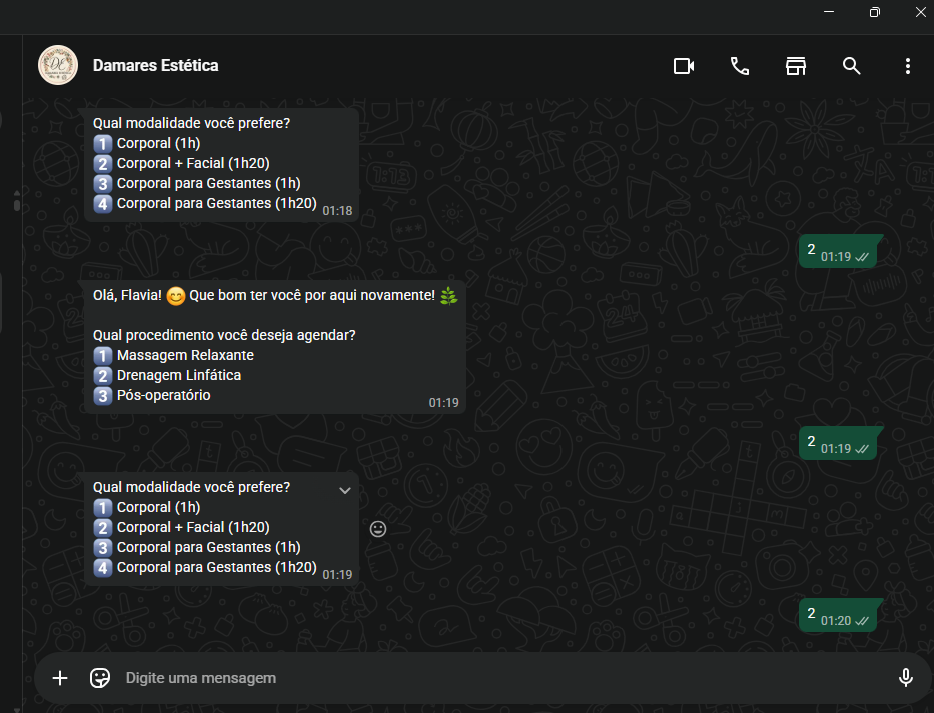 Damares Estética
Qual modalidade você prefere?
1 Corporal (1h)
2 Corporal + Facial (1h20)
3 Corporal para Gestantes (1h)
4 Corporal para Gestantes (1h20)
01:18
2
01:19
Olá, Flavia! 😊 Que bom ter você por aqui novamente! 🌿
Qual procedimento você deseja agendar?
1 Massagem Relaxante
2 Drenagem Linfática
3 Pós-operatório
01:19
2
01:19
Qual modalidade você prefere?
1 Corporal (1h)
2 Corporal + Facial (1h20)
3 Corporal para Gestantes (1h)
4 Corporal para Gestantes (1h20)
01:19
2
01:20
Digite uma mensagem